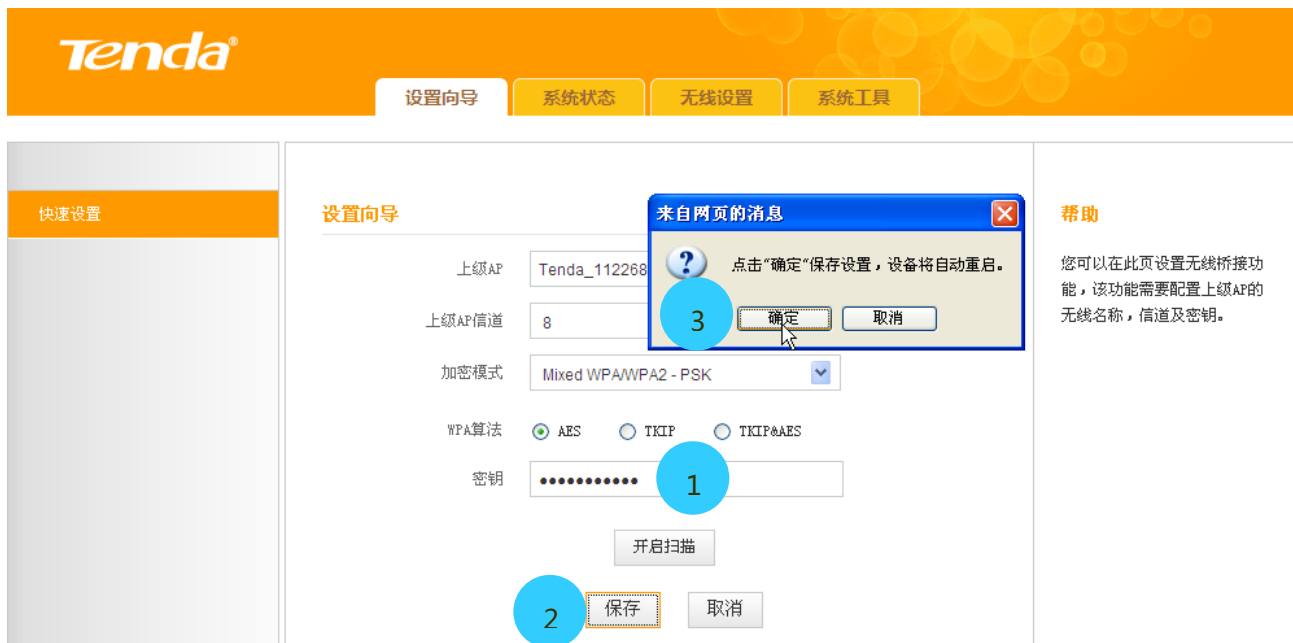 Tenda®
设置向导 系统状态 无线设置 系统工具
快速设置
设置向导
上级AP Tenda_112268
上级AP信道 8
加密模式 Mixed WPA/WPA2 - PSK
WPA算法 AES TKIP TKIP&AES
密钥 ●●●●●●●●●●● 1
开启扫描
2 保存 取消
来自网页的消息
点击“确定“保存设置，设备将自动重启。
3 确定 取消
帮助
您可以在此页设置无线桥接功
能，该功能需要配置上级AP的
无线名称，信道及密钥。